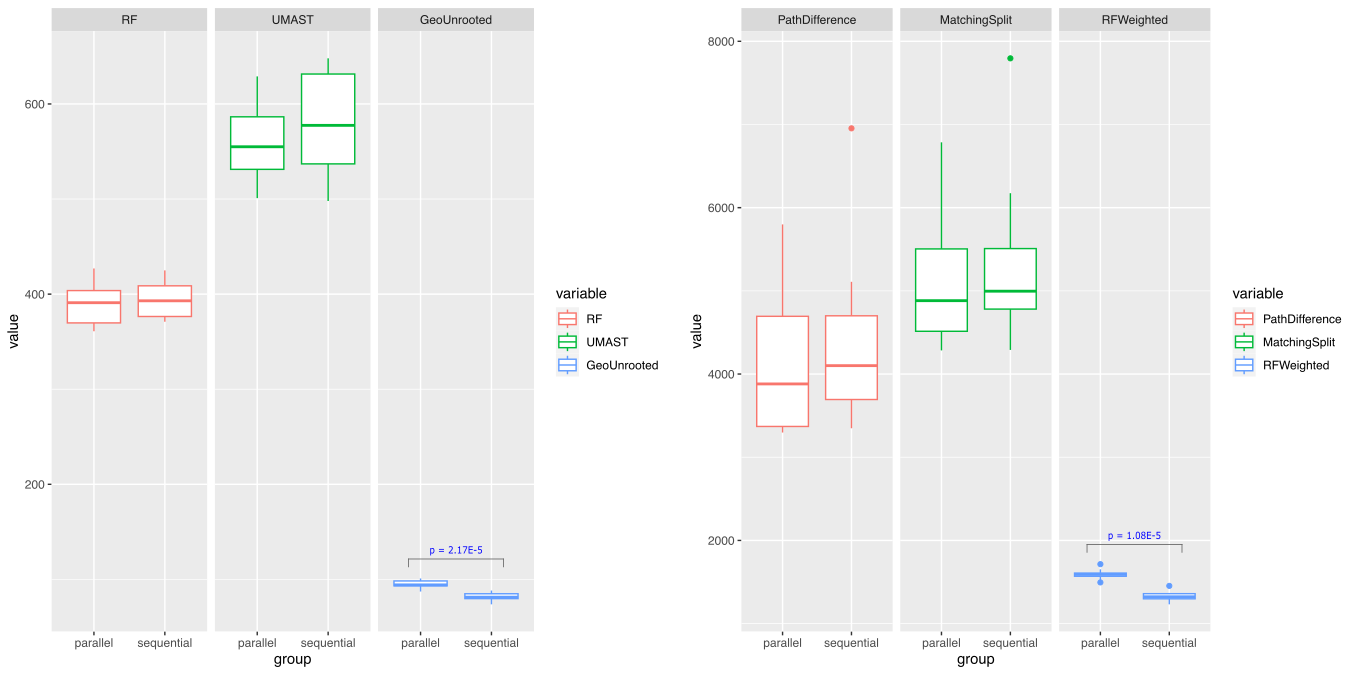 RF UMAST GeoUnrooted
value
600
400
200
p = 2.17E-5
parallel sequential parallel sequential parallel sequential
group
variable
RF
UMAST
GeoUnrooted
PathDifference MatchingSplit RFWeighted
value
8000
6000
4000
2000
p = 1.08E-5
parallel sequential parallel sequential parallel sequential
group
variable
PathDifference
MatchingSplit
RFWeighted